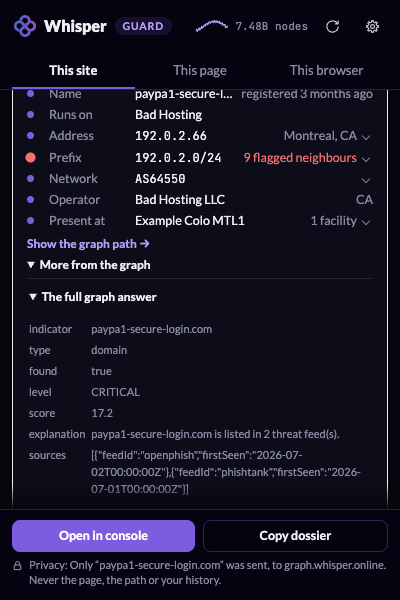 Whisper GUARD 7.48B nodes
This site This page This browser
Name paypa1-secure-l... registered 3 months ago
Runs on Bad Hosting
Address 192.0.2.66 Montreal, CA
Prefix 192.0.2.0/24 9 flagged neighbours
Network AS64550
Operator Bad Hosting LLC CA
Present at Example Colo MTL1 1 facility
Show the graph path →
▼ More from the graph
▼ The full graph answer
indicator paypa1-secure-login.com
type domain
found true
level CRITICAL
score 17.2
explanation paypa1-secure-login.com is listed in 2 threat feed(s).
sources [{"feedId":"openphish","firstSeen":"2026-07-
02T00:00:00Z"},{"feedId":"phishtank","firstSeen":"2026-
07-01T00:00:00Z"}]
Open in console Copy dossier
Privacy: Only “paypa1-secure-login.com” was sent, to graph.whisper.online.
Never the page, the path or your history.